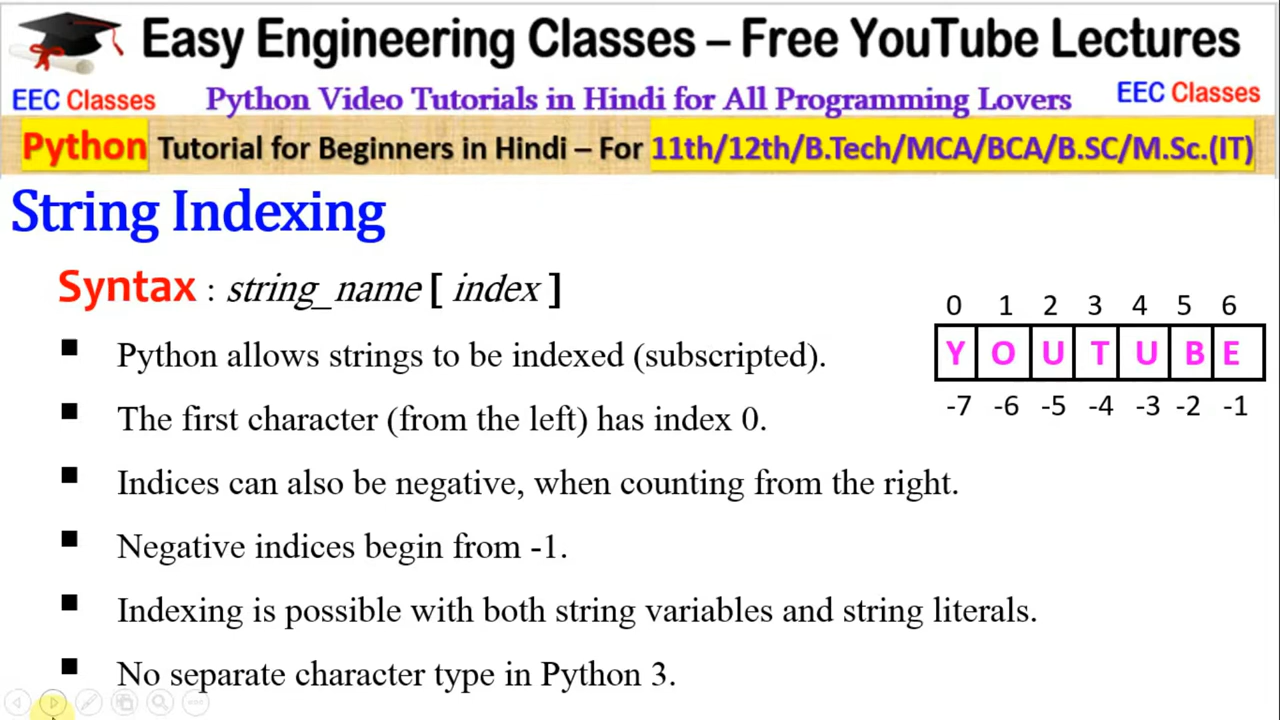 Easy Engineering Classes – Free YouTube Lectures
EEC Classes Python Video Tutorials in Hindi for All Programming Lovers EEC Classes
Python Tutorial for Beginners in Hindi – For 11th/12th/B.Tech/MCA/BCA/B.SC/M.Sc.(IT)
String Indexing
Syntax : string_name [ index ]
▪ Python allows strings to be indexed (subscripted).
▪ The first character (from the left) has index 0.
▪ Indices can also be negative, when counting from the right.
▪ Negative indices begin from -1.
▪ Indexing is possible with both string variables and string literals.
▪ No separate character type in Python 3.
0 1 2 3 4 5 6
Y O U T U B E
-7 -6 -5 -4 -3 -2 -1